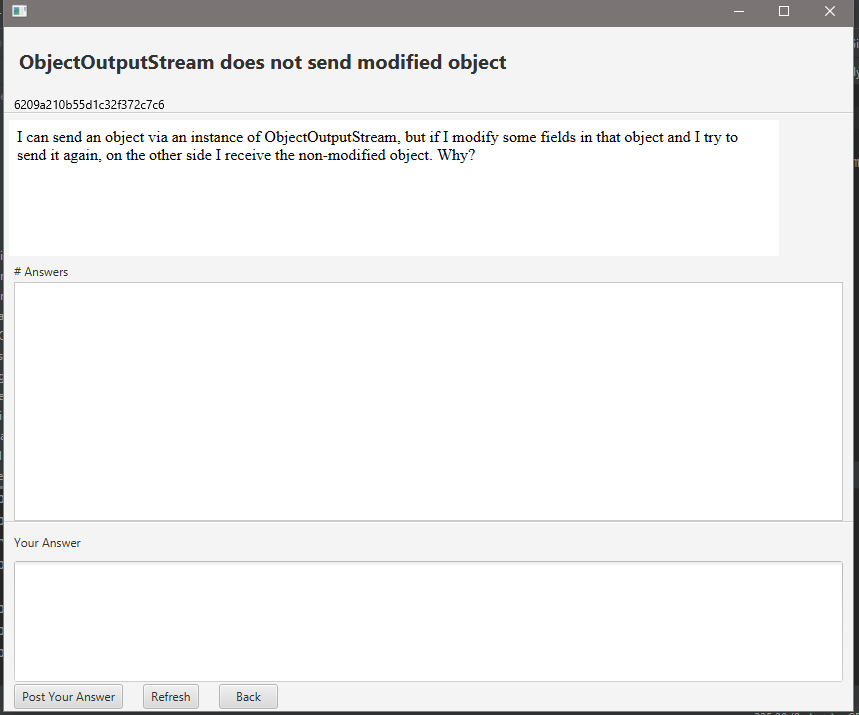 ObjectOutputStream does not send modified object
6209a210b55d1c32f372c7c6
I can send an object via an instance of ObjectOutputStream, but if I modify some fields in that object and I try to
send it again, on the other side I receive the non-modified object. Why?
# Answers
Your Answer
Post Your Answer Refresh Back